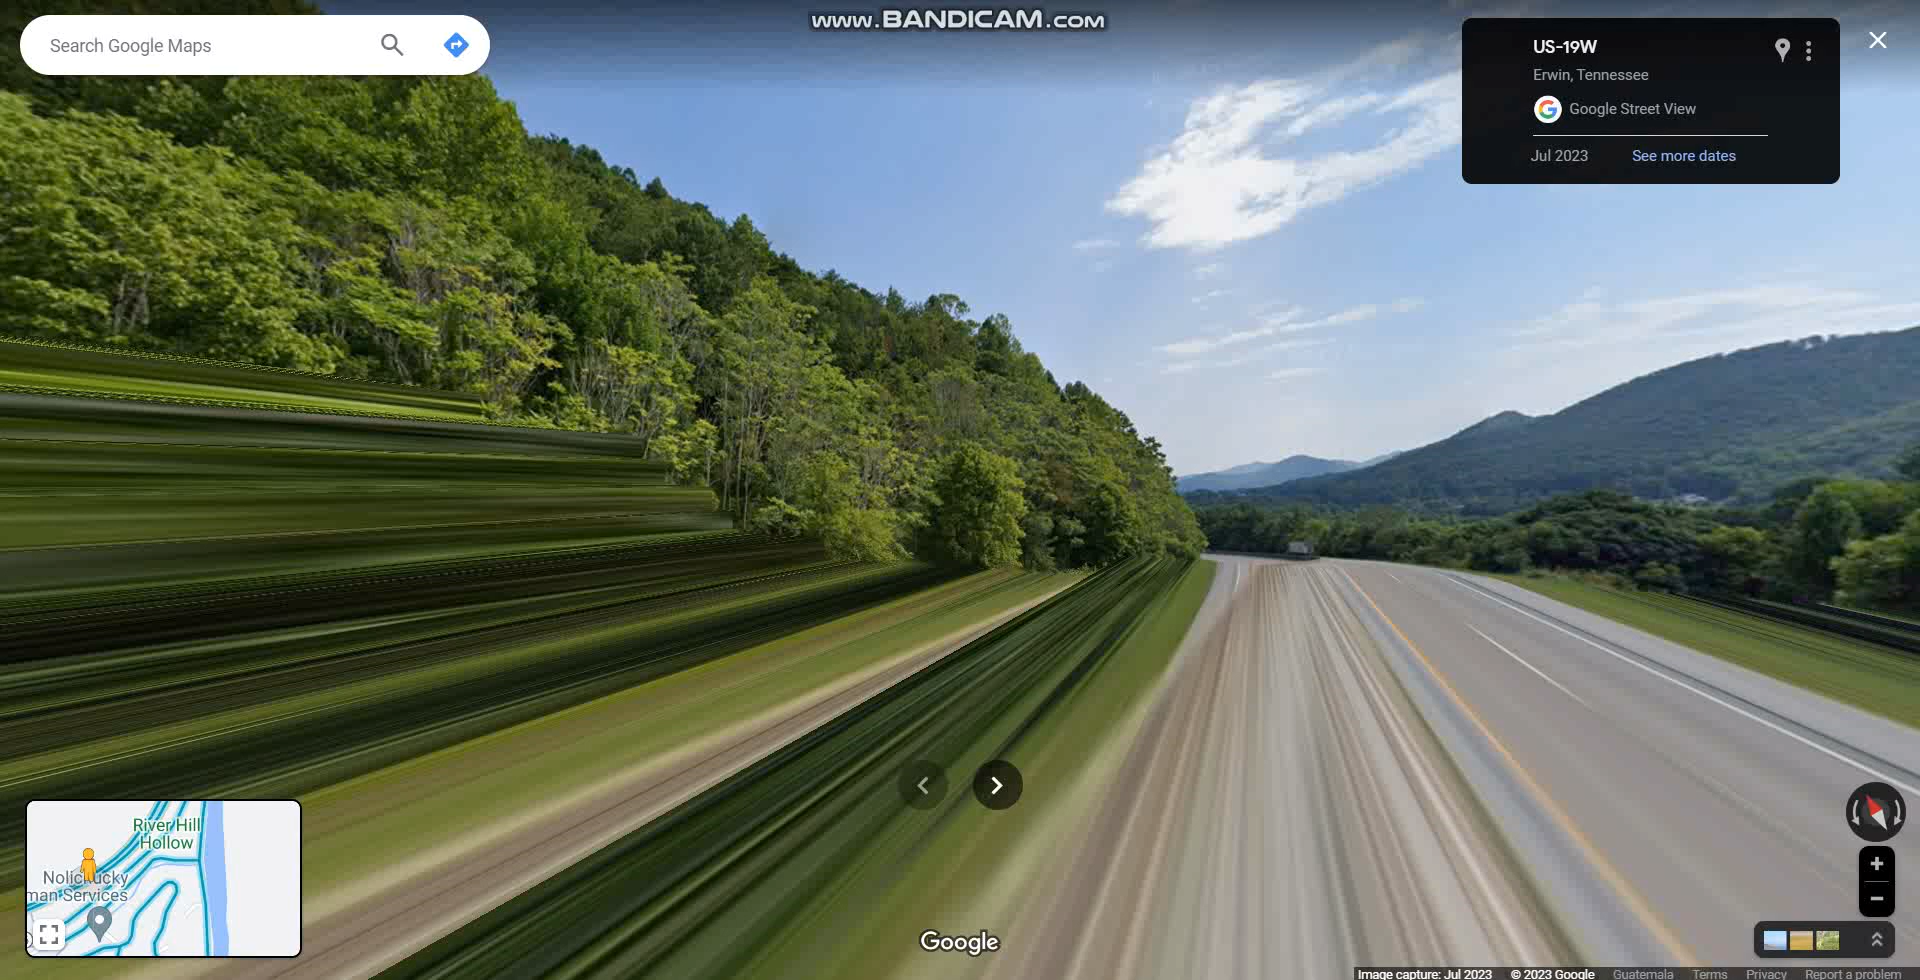 www.BANDICAM.com
Search Google Maps
US-19W
Erwin, Tennessee
Google Street View
Jul 2023
See more dates
River Hill
Hollow
Nolichucky
man Services
Google
Image capture: Jul 2023
© 2023 Google
Guatemala
Terms
Privacy
Report a problem